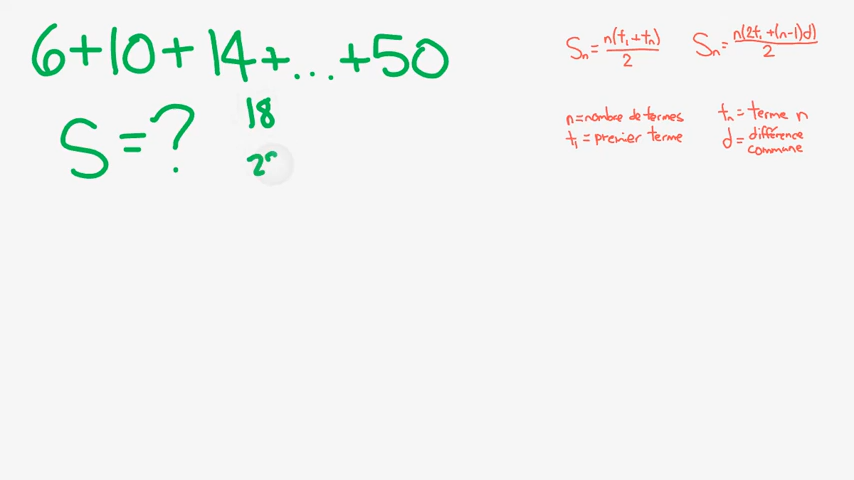 6+10+14+...+50
S=?
18
Sn = n(t1+tn)/2
Sn = n(2t1+(n-1)d)/2
n=nombre de termes
t1 = premier terme
tn = terme n
d = différence
commune